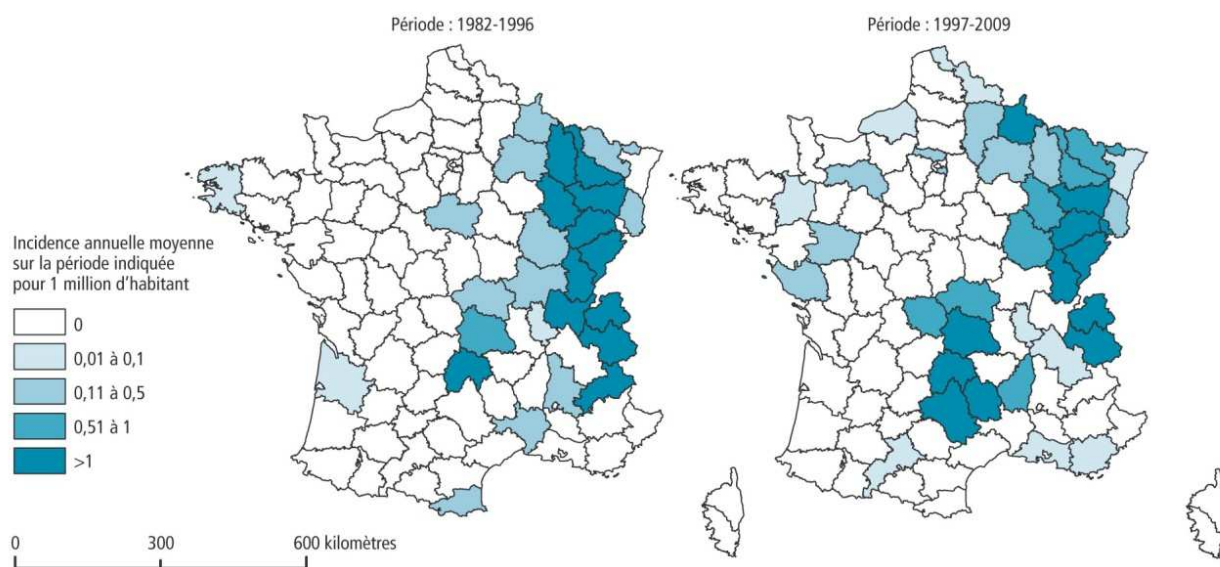 Période : 1982-1996
Période : 1997-2009
Incidence annuelle moyenne
sur la période indiquée
pour 1 million d’habitant
0
0,01 à 0,1
0,11 à 0,5
0,51 à 1
>1
0 300 600 kilomètres